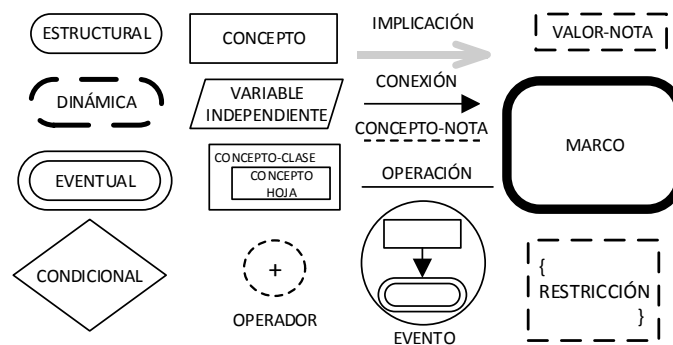 ESTRUCTURAL
CONCEPTO
IMPLICACIÓN
VALOR-NOTA
DINÁMICA
VARIABLE
INDEPENDIENTE
CONEXIÓN
CONCEPTO-NOTA
MARCO
EVENTUAL
CONCEPTO-CLASE
CONCEPTO
HOJA
OPERACIÓN
CONDICIONAL
+
OPERADOR
EVENTO
{
RESTRICCIÓN
}